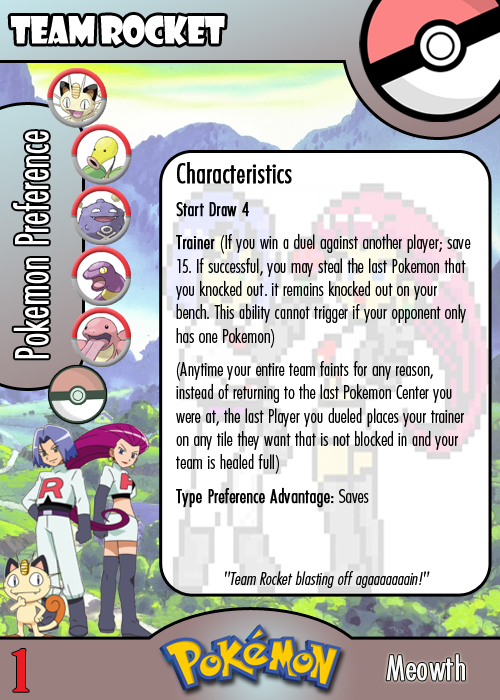 TEAM ROCKET
Pokemon Preference
Characteristics
Start Draw 4
Trainer (If you win a duel against another player; save
15. If successful, you may steal the last Pokemon that
you knocked out. it remains knocked out on your
bench. This ability cannot trigger if your opponent only
has one Pokemon)
(Anytime your entire team faints for any reason,
instead of returning to the last Pokemon Center you
were at, the last Player you dueled places your trainer
on any tile they want that is not blocked in and your
team is healed full)
Type Preference Advantage: Saves
"Team Rocket blasting off agaaaaaaain!"
R
1
POKéMON
Meowth